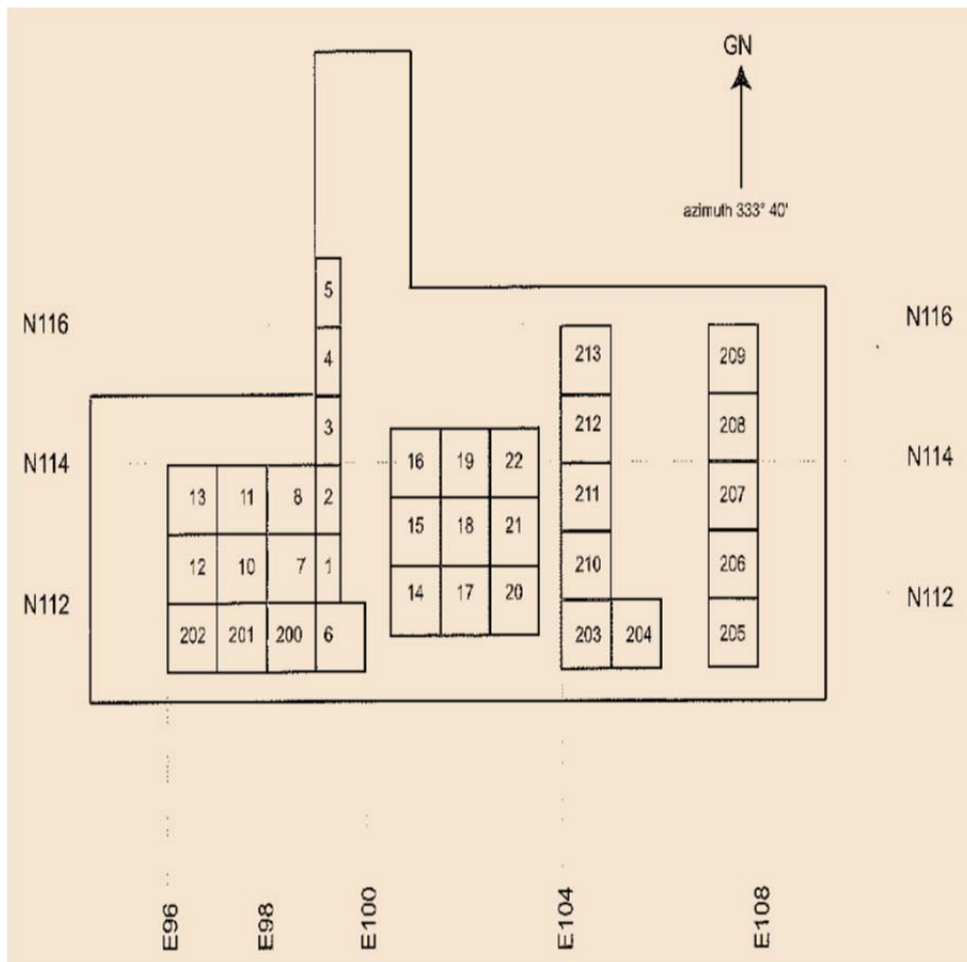 GN
azimuth 333° 40'
5
N116 N116
4 213 209
3 212 208
N114 16 19 22 N114
13 11 8 2 15 18 21 211 207
12 10 7 1 210 206
N112 14 17 20 N112
202 201 200 6 203 204 205
E96 E98 E100 E104 E108